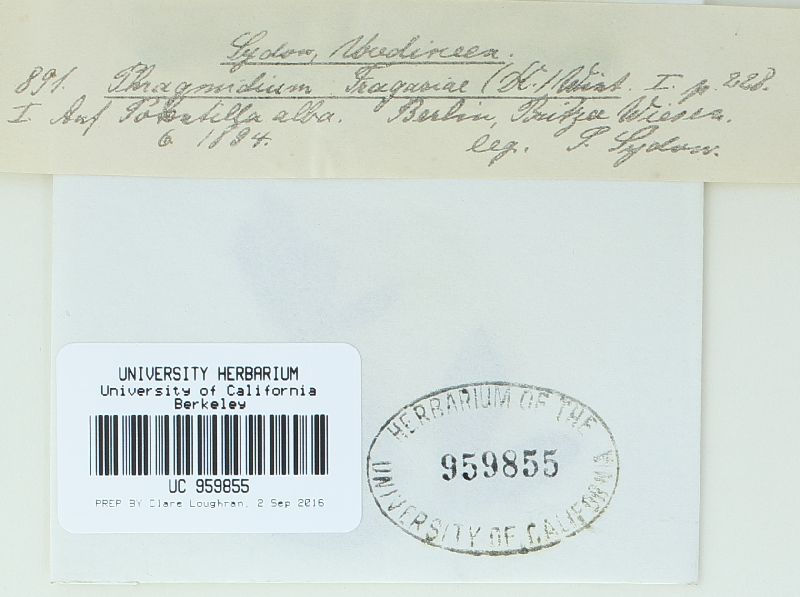 Sydow, Uredineen.
891. Phragmidium Fragariae (DC.) Wint. I. p. 228.
I Auf Potentilla alba. Berlin, Britzer Wiesen.
6. 1894. leg. P. Sydow.
UNIVERSITY HERBARIUM
University of California
Berkeley
UC 959855
PREP BY Clare Loughran, 2 Sep 2016
HERBARIUM OF THE
959855
UNIVERSITY OF CALIFORNIA